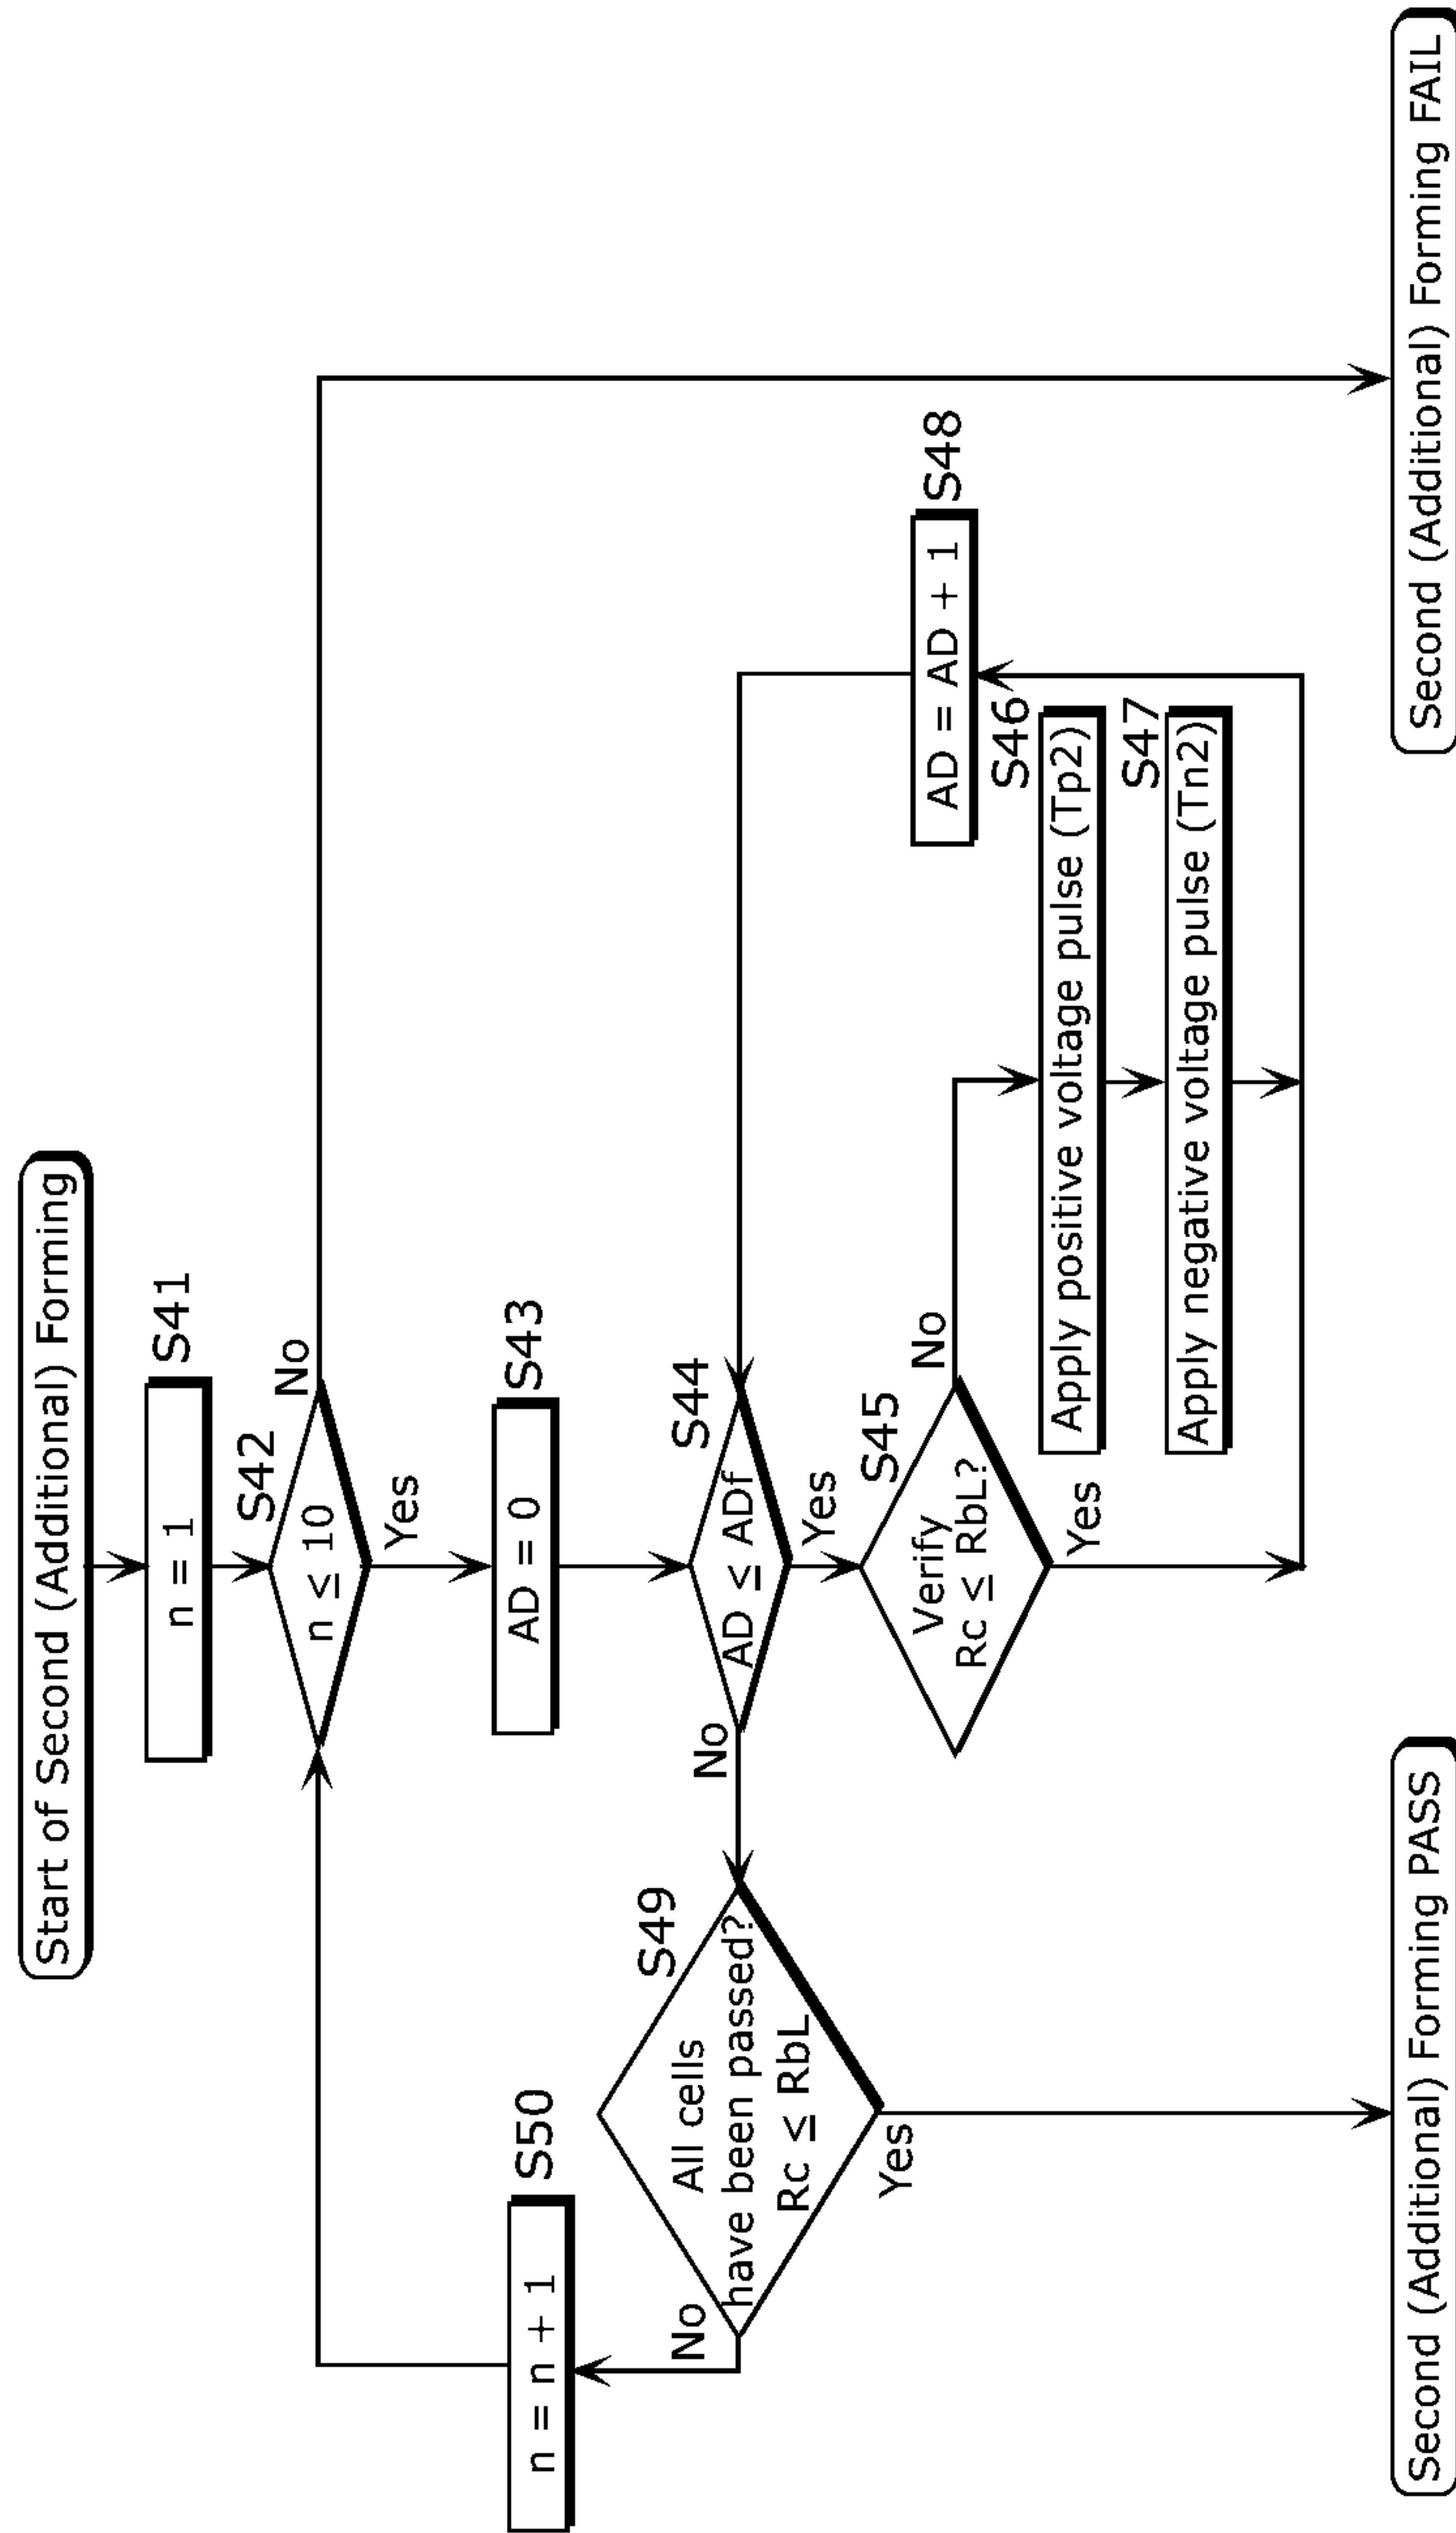 Start of Second (Additional) Forming
S41
n = 1
S42
n ≤ 10
No
Yes
S43
AD = 0
S44
AD ≤ ADf
No
Yes
S45
Verify
Rc ≤ RbL?
No
Yes
S46
Apply positive voltage pulse (Tp2)
S47
Apply negative voltage pulse (Tn2)
S48
AD = AD + 1
S49
All cells
have been passed?
Rc ≤ RbL
No
Yes
S50
n = n + 1
Second (Additional) Forming PASS
Second (Additional) Forming FAIL